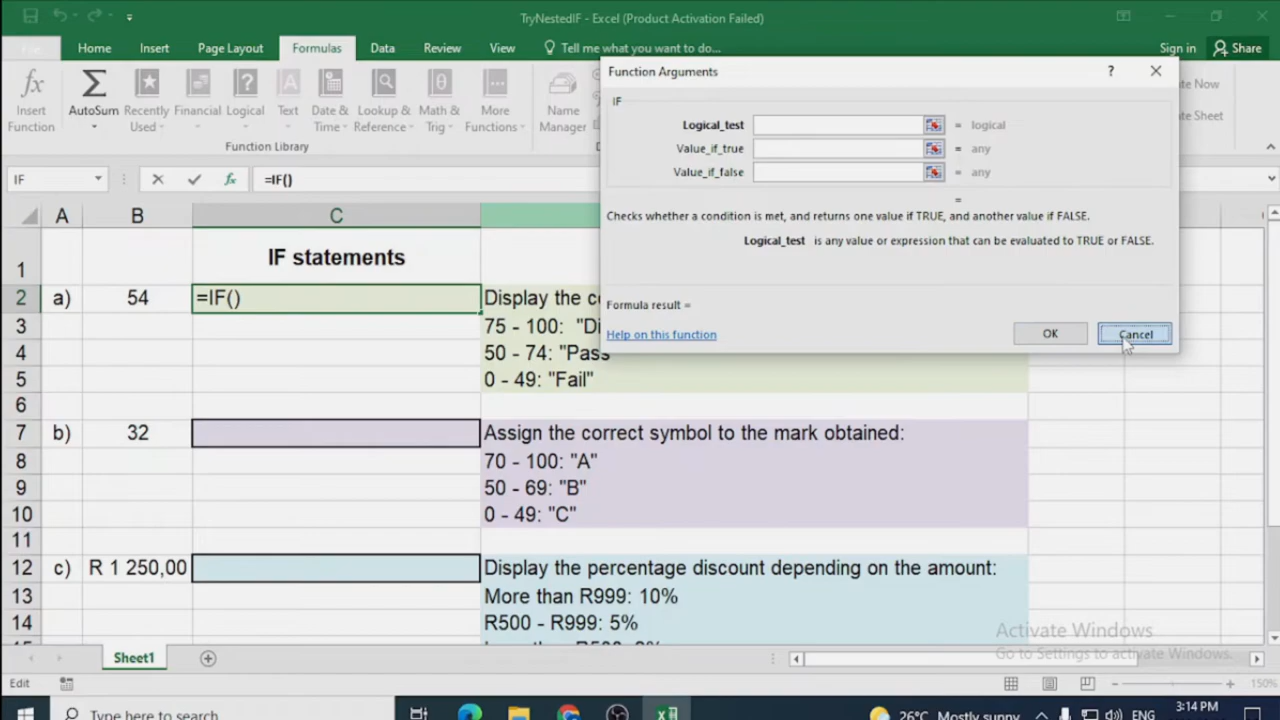 TryNestedIF - Excel (Product Activation Failed)
File Home Insert Page Layout Formulas Data Review View Tell me what you want to do... Sign in Share
Insert Function
AutoSum
Recently Used
Financial
Logical
Text
Date & Time
Lookup & Reference
Math & Trig
More Functions
Name Manager
Function Library
Now
Sheet
Function Arguments
IF
Logical_test = logical
Value_if_true = any
Value_if_false = any
=
Checks whether a condition is met, and returns one value if TRUE, and another value if FALSE.
Logical_test is any value or expression that can be evaluated to TRUE or FALSE.
Formula result =
Help on this function
OK Cancel
IF fx =IF()
A B C
1 IF statements
2 a) 54 =IF() Display the
3 75 - 100: "Di
4 50 - 74: "Pass
5 0 - 49: "Fail"
6
7 b) 32 Assign the correct symbol to the mark obtained:
8 70 - 100: "A"
9 50 - 69: "B"
10 0 - 49: "C"
11
12 c) R 1 250,00 Display the percentage discount depending on the amount:
13 More than R999: 10%
14 R500 - R999: 5%
Activate Windows
Go to Settings to activate Windows.
Sheet1
Edit 150%
Type here to search 26°C Mostly sunny ENG 3:14 PM